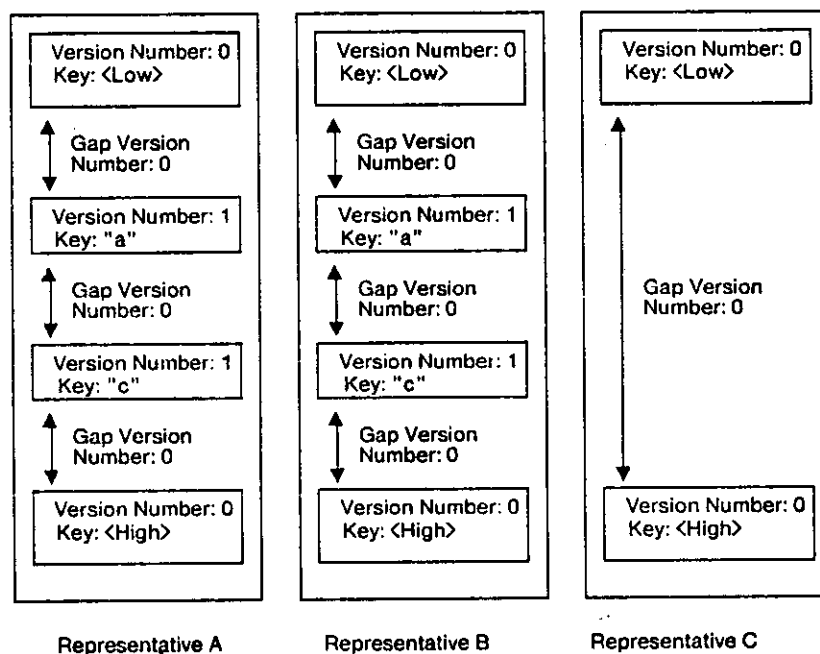 Version Number: 0
Key: <Low>
Gap Version
Number: 0
Version Number: 1
Key: "a"
Gap Version
Number: 0
Version Number: 1
Key: "c"
Gap Version
Number: 0
Version Number: 0
Key: <High>
Representative A
Version Number: 0
Key: <Low>
Gap Version
Number: 0
Version Number: 1
Key: "a"
Gap Version
Number: 0
Version Number: 1
Key: "c"
Gap Version
Number: 0
Version Number: 0
Key: <High>
Representative B
Version Number: 0
Key: <Low>
Gap Version
Number: 0
Version Number: 0
Key: <High>
Representative C